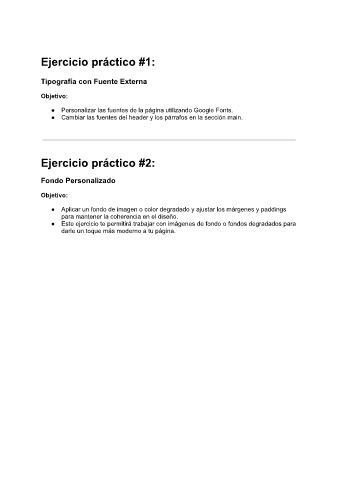 Ejercicio práctico #1:
Tipografía con Fuente Externa
Objetivo:
● Personalizar las fuentes de la página utilizando Google Fonts.
● Cambiar las fuentes del header y los párrafos en la sección main.
Ejercicio práctico #2:
Fondo Personalizado
Objetivo:
● Aplicar un fondo de imagen o color degradado y ajustar los márgenes y paddings
para mantener la coherencia en el diseño.
● Este ejercicio te permitirá trabajar con imágenes de fondo o fondos degradados para
darle un toque más moderno a tu página.